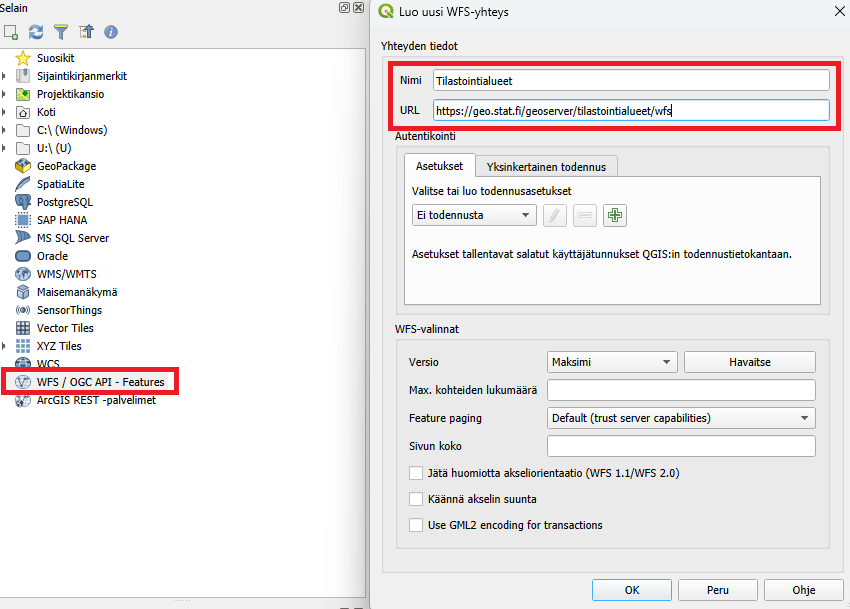 Selain
Suosikit
Sijaintikirjanmerkit
Projektikansio
Koti
C:\ (Windows)
U:\ (U)
GeoPackage
SpatiaLite
PostgreSQL
SAP HANA
MS SQL Server
Oracle
WMS/WMTS
Maisemanäkymä
SensorThings
Vector Tiles
XYZ Tiles
WCS
WFS / OGC API - Features
ArcGIS REST -palvelimet
Luo uusi WFS-yhteys
Yhteyden tiedot
Nimi Tilastointialueet
URL https://geo.stat.fi/geoserver/tilastointialueet/wfs
Autentikointi
Asetukset Yksinkertainen todennus
Valitse tai luo todennusasetukset
Ei todennusta
Asetukset tallentavat salatut käyttäjätunnukset QGIS:in todennustietokantaan.
WFS-valinnat
Versio Maksimi Havaitse
Max. kohteiden lukumäärä
Feature paging Default (trust server capabilities)
Sivun koko
Jätä huomiotta akseliorientaatio (WFS 1.1/WFS 2.0)
Käännä akselin suunta
Use GML2 encoding for transactions
OK Peru Ohje